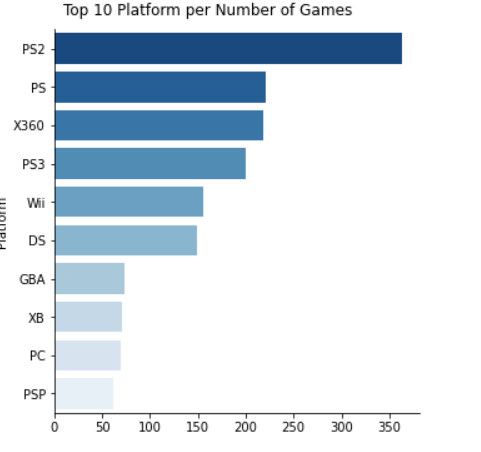 Top 10 Platform per Number of Games
Platform
PS2
PS
X360
PS3
Wii
DS
GBA
XB
PC
PSP
0 50 100 150 200 250 300 350